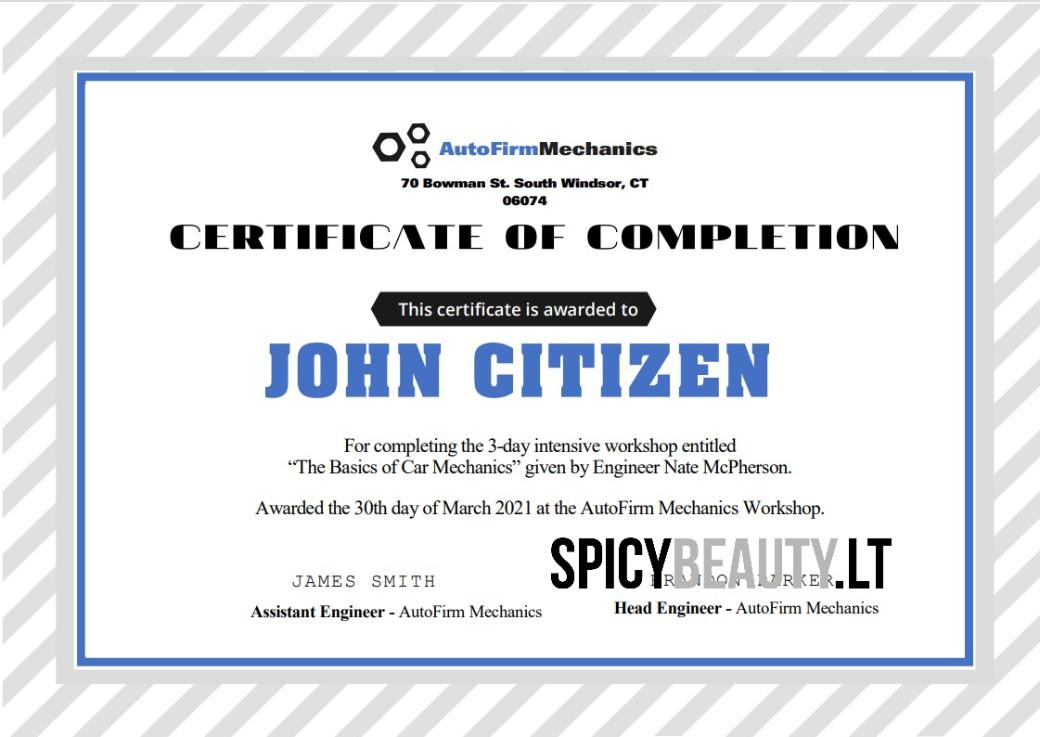 AutoFirmMechanics
70 Bowman St. South Windsor, CT
06074
CERTIFICATE OF COMPLETION
This certificate is awarded to
JOHN CITIZEN
For completing the 3-day intensive workshop entitled
“The Basics of Car Mechanics” given by Engineer Nate McPherson.
Awarded the 30th day of March 2021 at the AutoFirm Mechanics Workshop.
SPICYBEAUTY.LT
JAMES SMITH
Assistant Engineer - AutoFirm Mechanics
Head Engineer - AutoFirm Mechanics